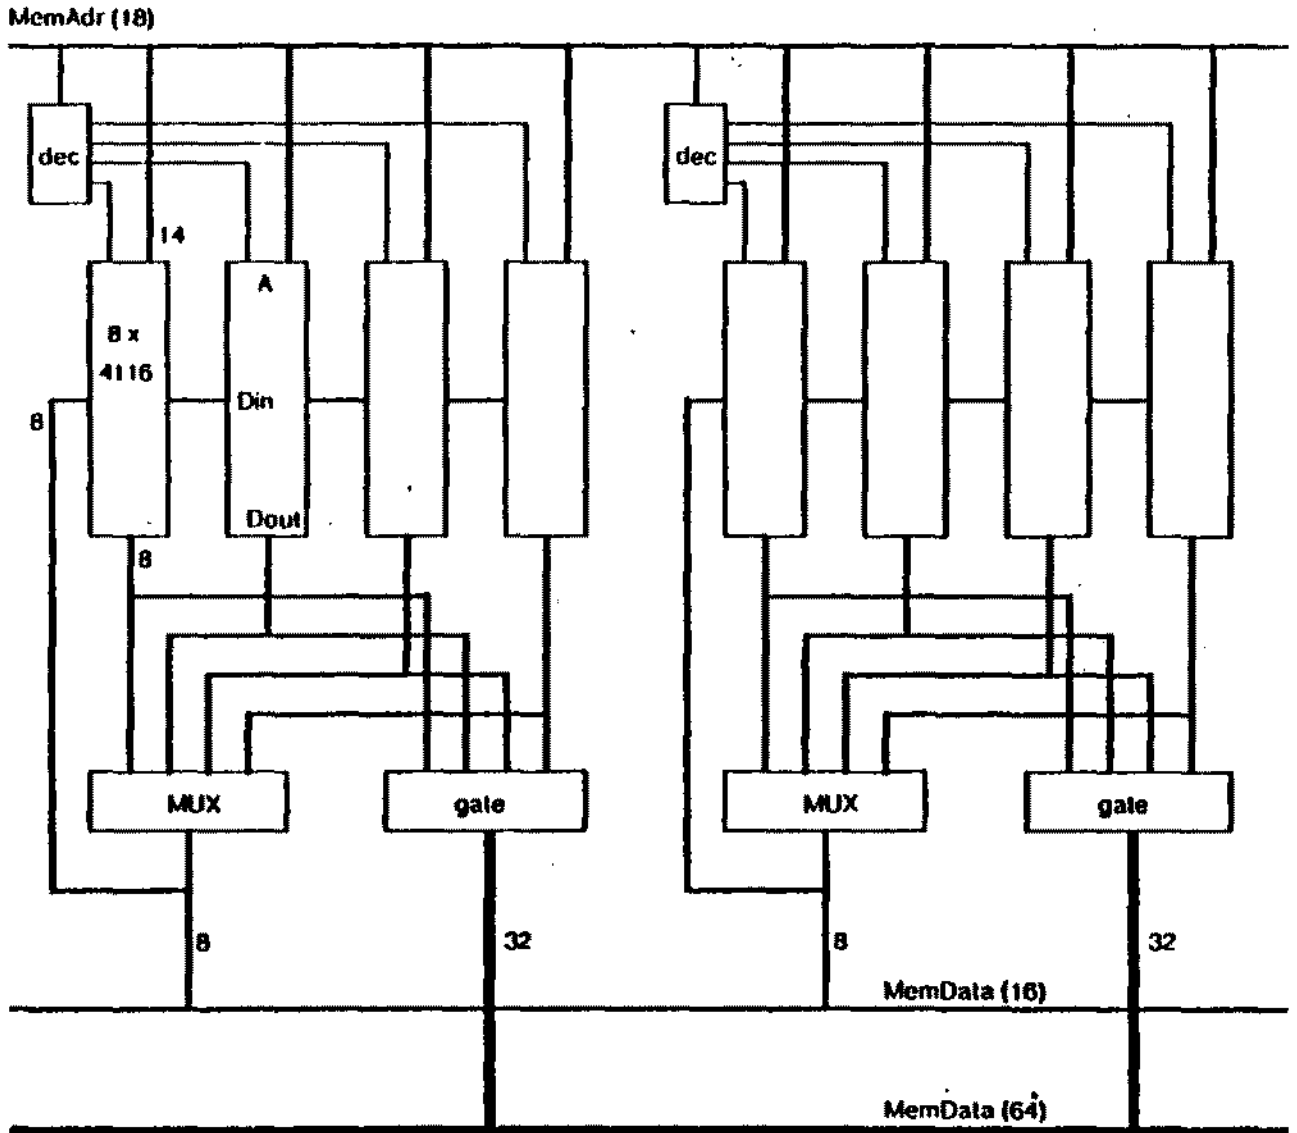 MemAdr (18)
dec
dec
14
A
8 x
4116
Din
8
Dout
8
MUX
gate
MUX
gate
8
32
8
32
MemData (16)
MemData (64)